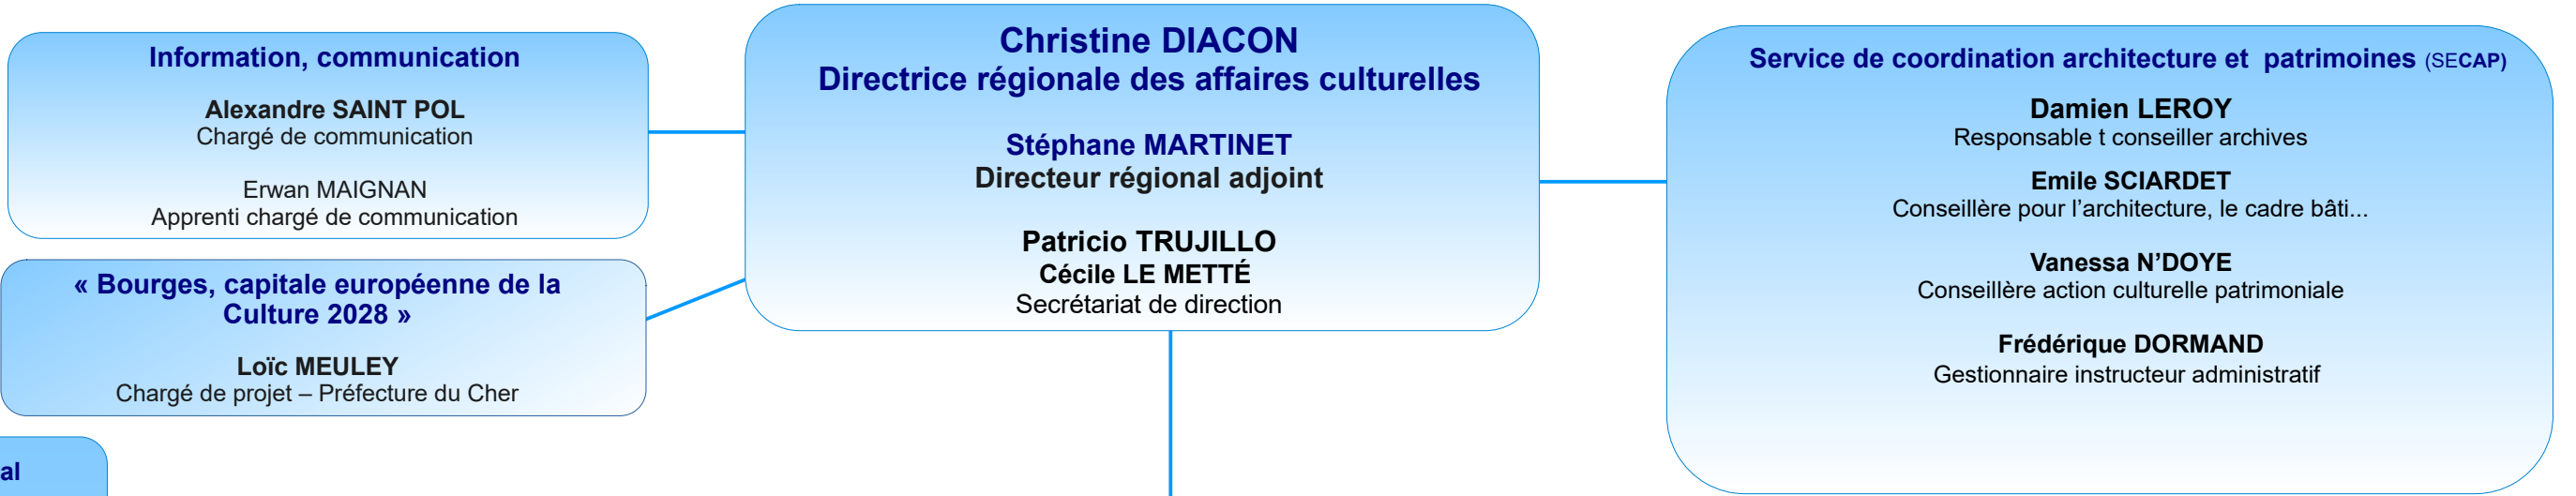 Information, communication
Alexandre SAINT POL
Chargé de communication
Erwan MAIGNAN
Apprenti chargé de communication
« Bourges, capitale européenne de la
Culture 2028 »
Loïc MEULEY
Chargé de projet – Préfecture du Cher
al
Christine DIACON
Directrice régionale des affaires culturelles
Stéphane MARTINET
Directeur régional adjoint
Patricio TRUJILLO
Cécile LE METTÉ
Secrétariat de direction
Service de coordination architecture et patrimoines (SECAP)
Damien LEROY
Responsable t conseiller archives
Emile SCIARDET
Conseillère pour l’architecture, le cadre bâti...
Vanessa N’DOYE
Conseillère action culturelle patrimoniale
Frédérique DORMAND
Gestionnaire instructeur administratif